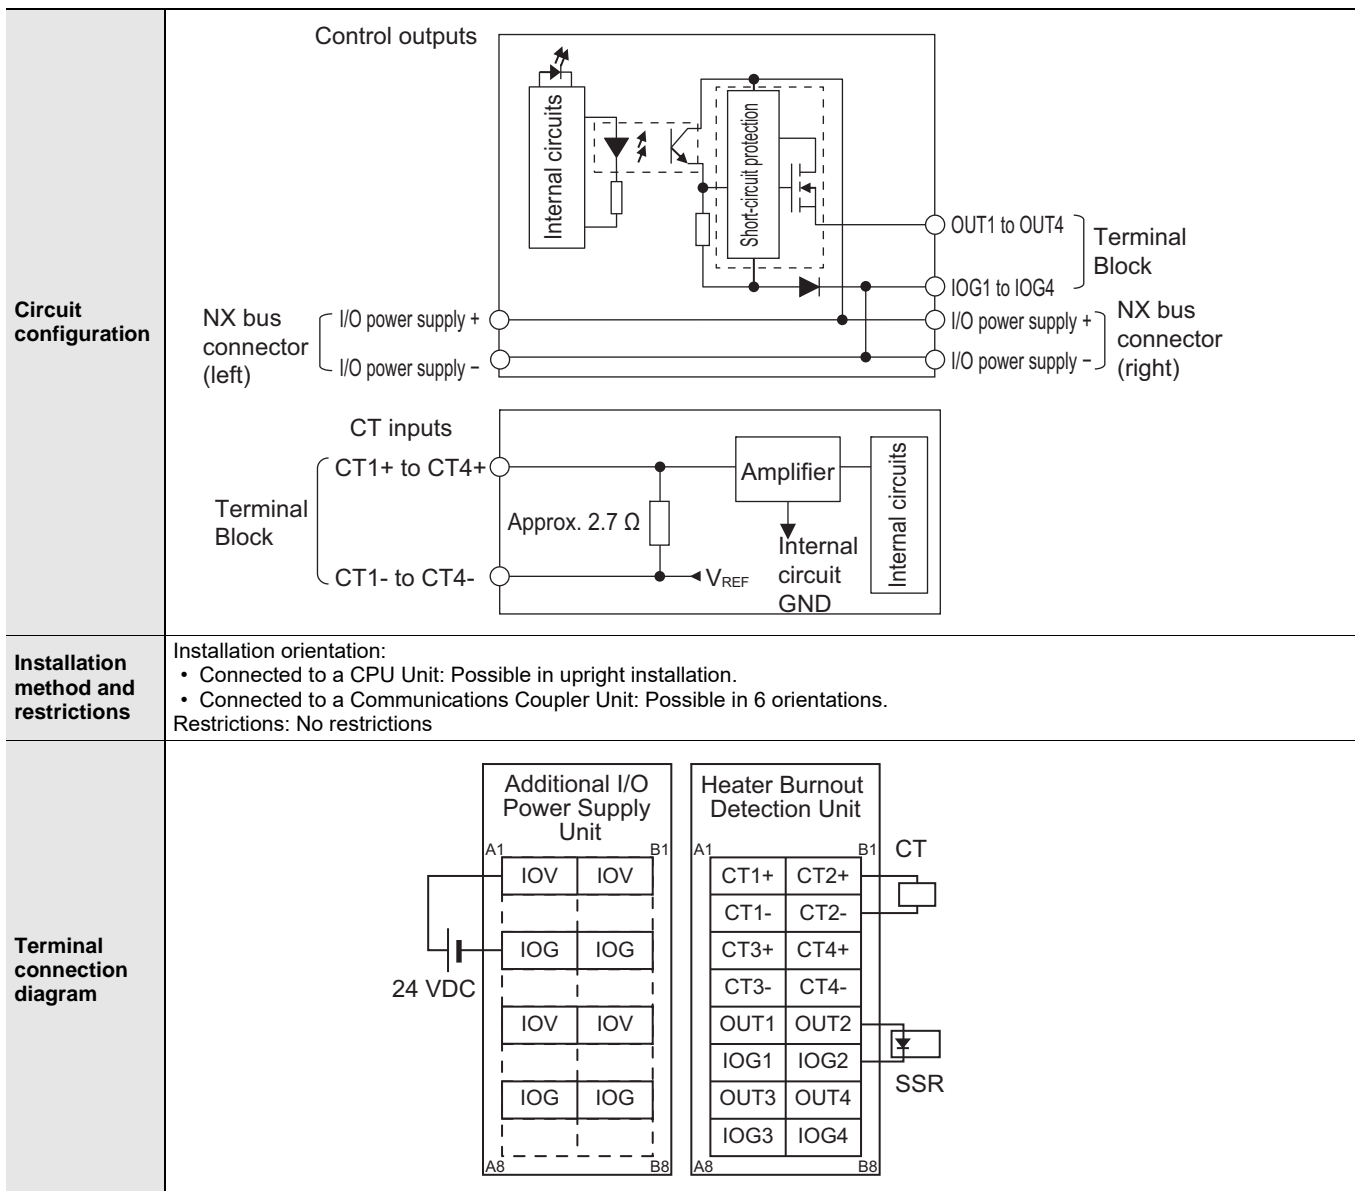 Circuit
configuration
Control outputs
Internal circuits
Short-circuit protection
OUT1 to OUT4
IOG1 to IOG4
Terminal
Block
NX bus
connector
(left)
I/O power supply +
I/O power supply −
I/O power supply +
I/O power supply −
NX bus
connector
(right)
CT inputs
Terminal
Block
CT1+ to CT4+
CT1- to CT4-
Approx. 2.7 Ω
VREF
Amplifier
Internal
circuit
GND
Internal circuits
Installation
method and
restrictions
Installation orientation:
• Connected to a CPU Unit: Possible in upright installation.
• Connected to a Communications Coupler Unit: Possible in 6 orientations.
Restrictions: No restrictions
Terminal
connection
diagram
Additional I/O
Power Supply
Unit
A1 B1
IOV IOV
IOG IOG
24 VDC
IOV IOV
IOG IOG
A8 B8
Heater Burnout
Detection Unit
A1 B1
CT
CT1+ CT2+
CT1- CT2-
CT3+ CT4+
CT3- CT4-
OUT1 OUT2
IOG1 IOG2
SSR
OUT3 OUT4
IOG3 IOG4
A8 B8